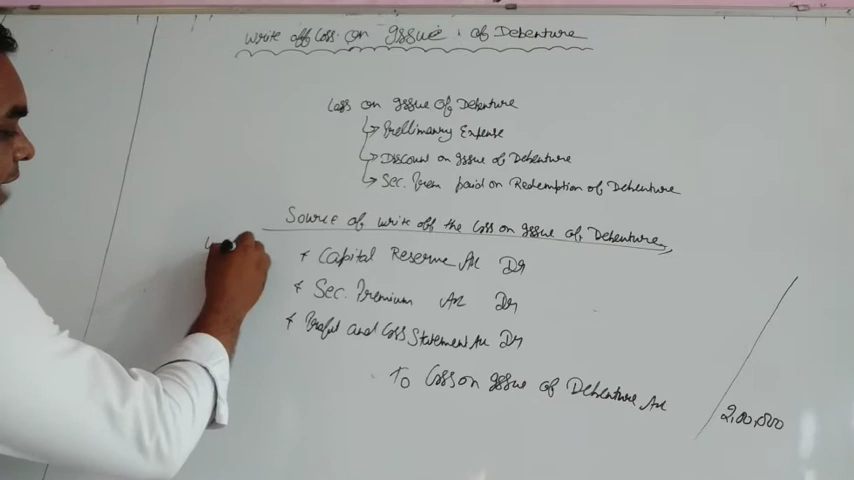 Write off Loss on Issue of Debenture
Loss on Issue of Debenture
Prelliminary Expense
Discount on Issue of Debenture
Sec. Prem paid on Redemption of Debenture
Source of write off the Loss on Issue of Debenture
* Capital Reserve A/c Dr
* Sec. Premium A/c Dr
* Profit and Loss Statement A/c Dr
To Loss on Issue of Debenture A/c 2,00,000